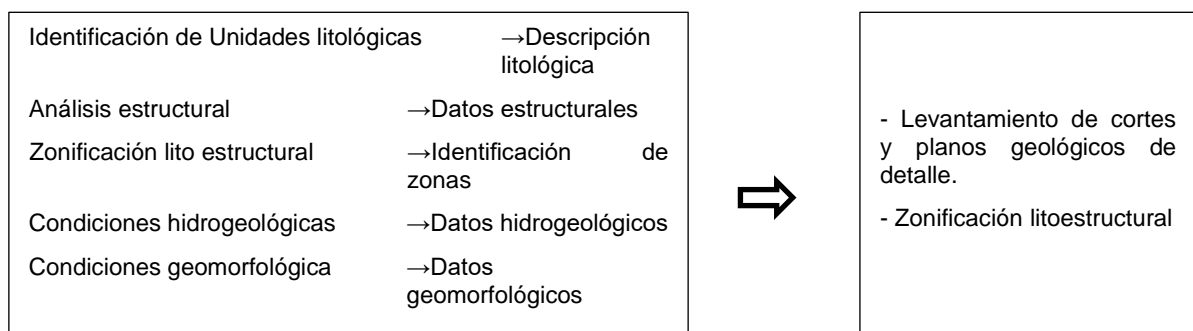 Identificación de Unidades litológicas →Descripción
litológica
Análisis estructural →Datos estructurales
Zonificación lito estructural →Identificación de
zonas
Condiciones hidrogeológicas →Datos hidrogeológicos
Condiciones geomorfológica →Datos
geomorfológicos
- Levantamiento de cortes
y planos geológicos de
detalle.
- Zonificación litoestructural